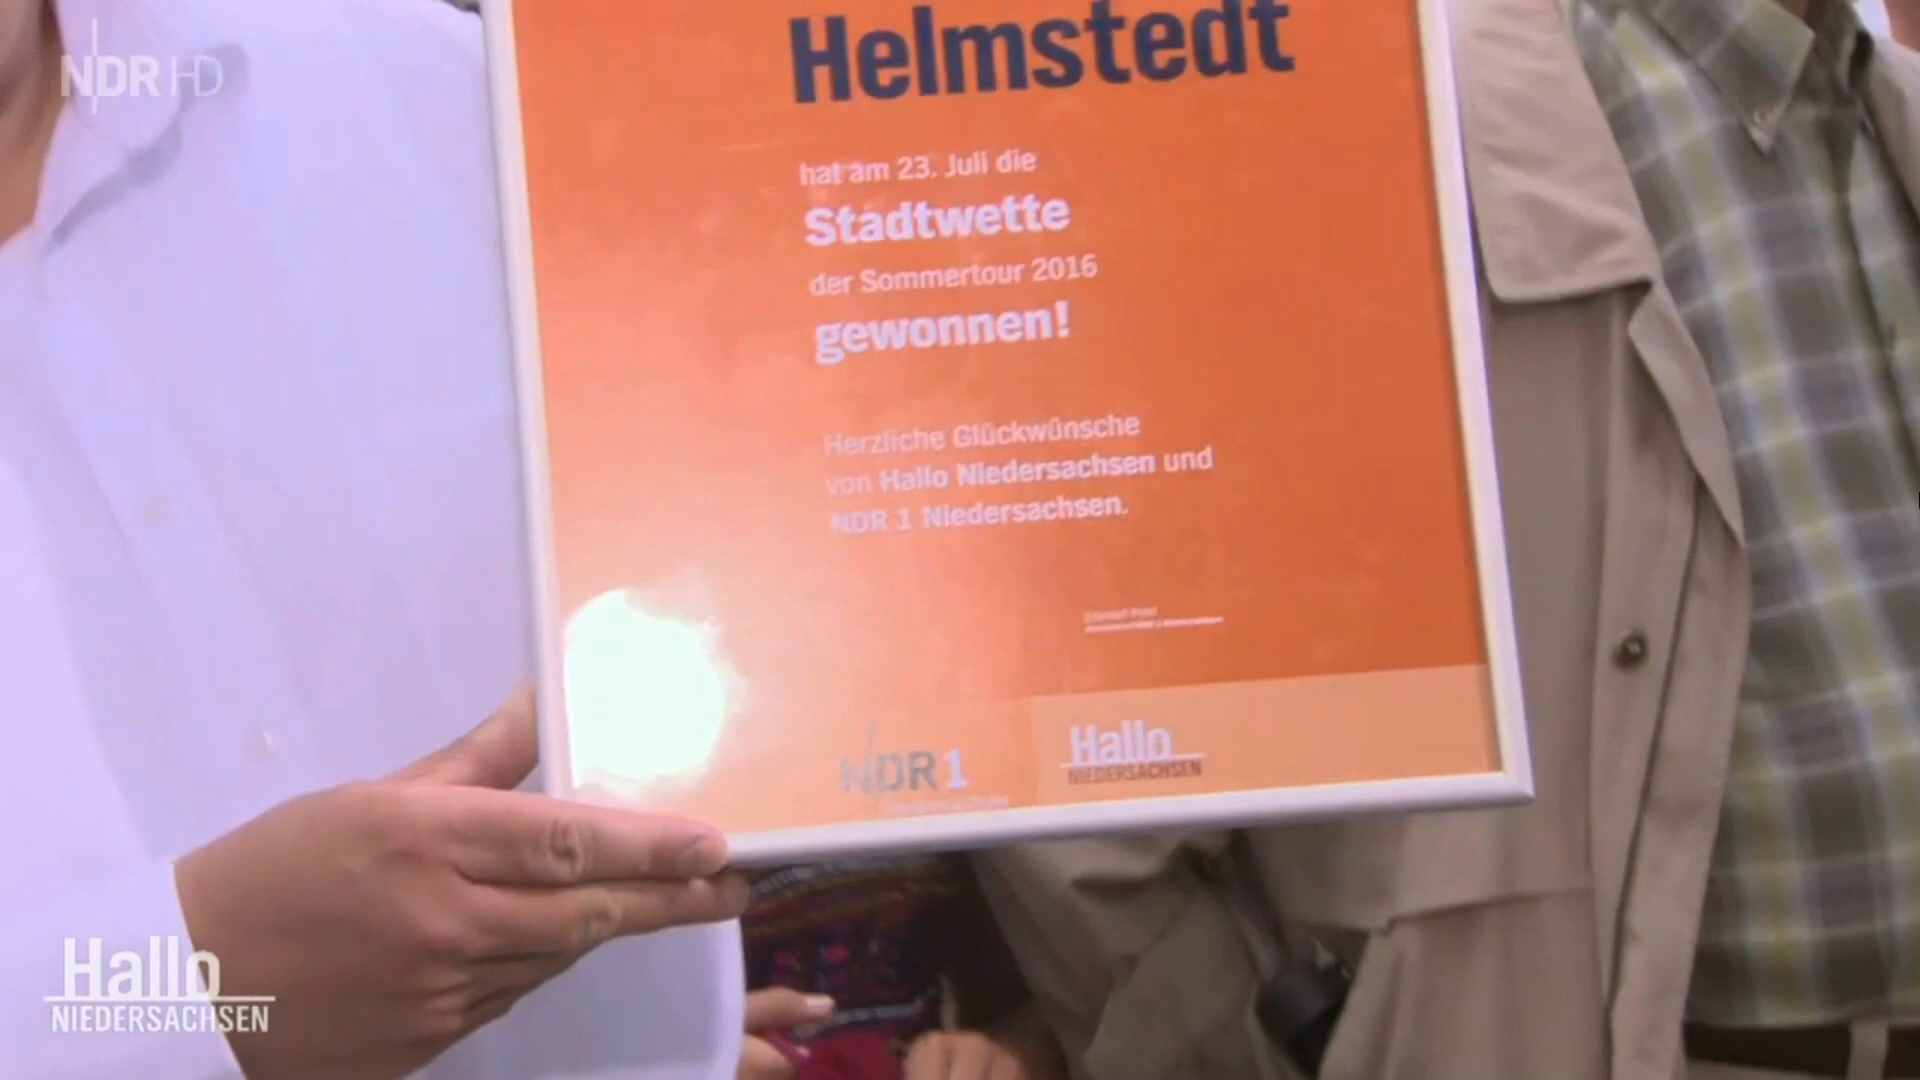 NDR HD
Helmstedt
hat am 23. Juli die
Stadtwette
der Sommertour 2016
gewonnen!
Herzliche Glückwünsche
von Hallo Niedersachsen und
NDR 1 Niedersachsen.
NDR 1
Hallo
NIEDERSACHSEN
Hallo
NIEDERSACHSEN